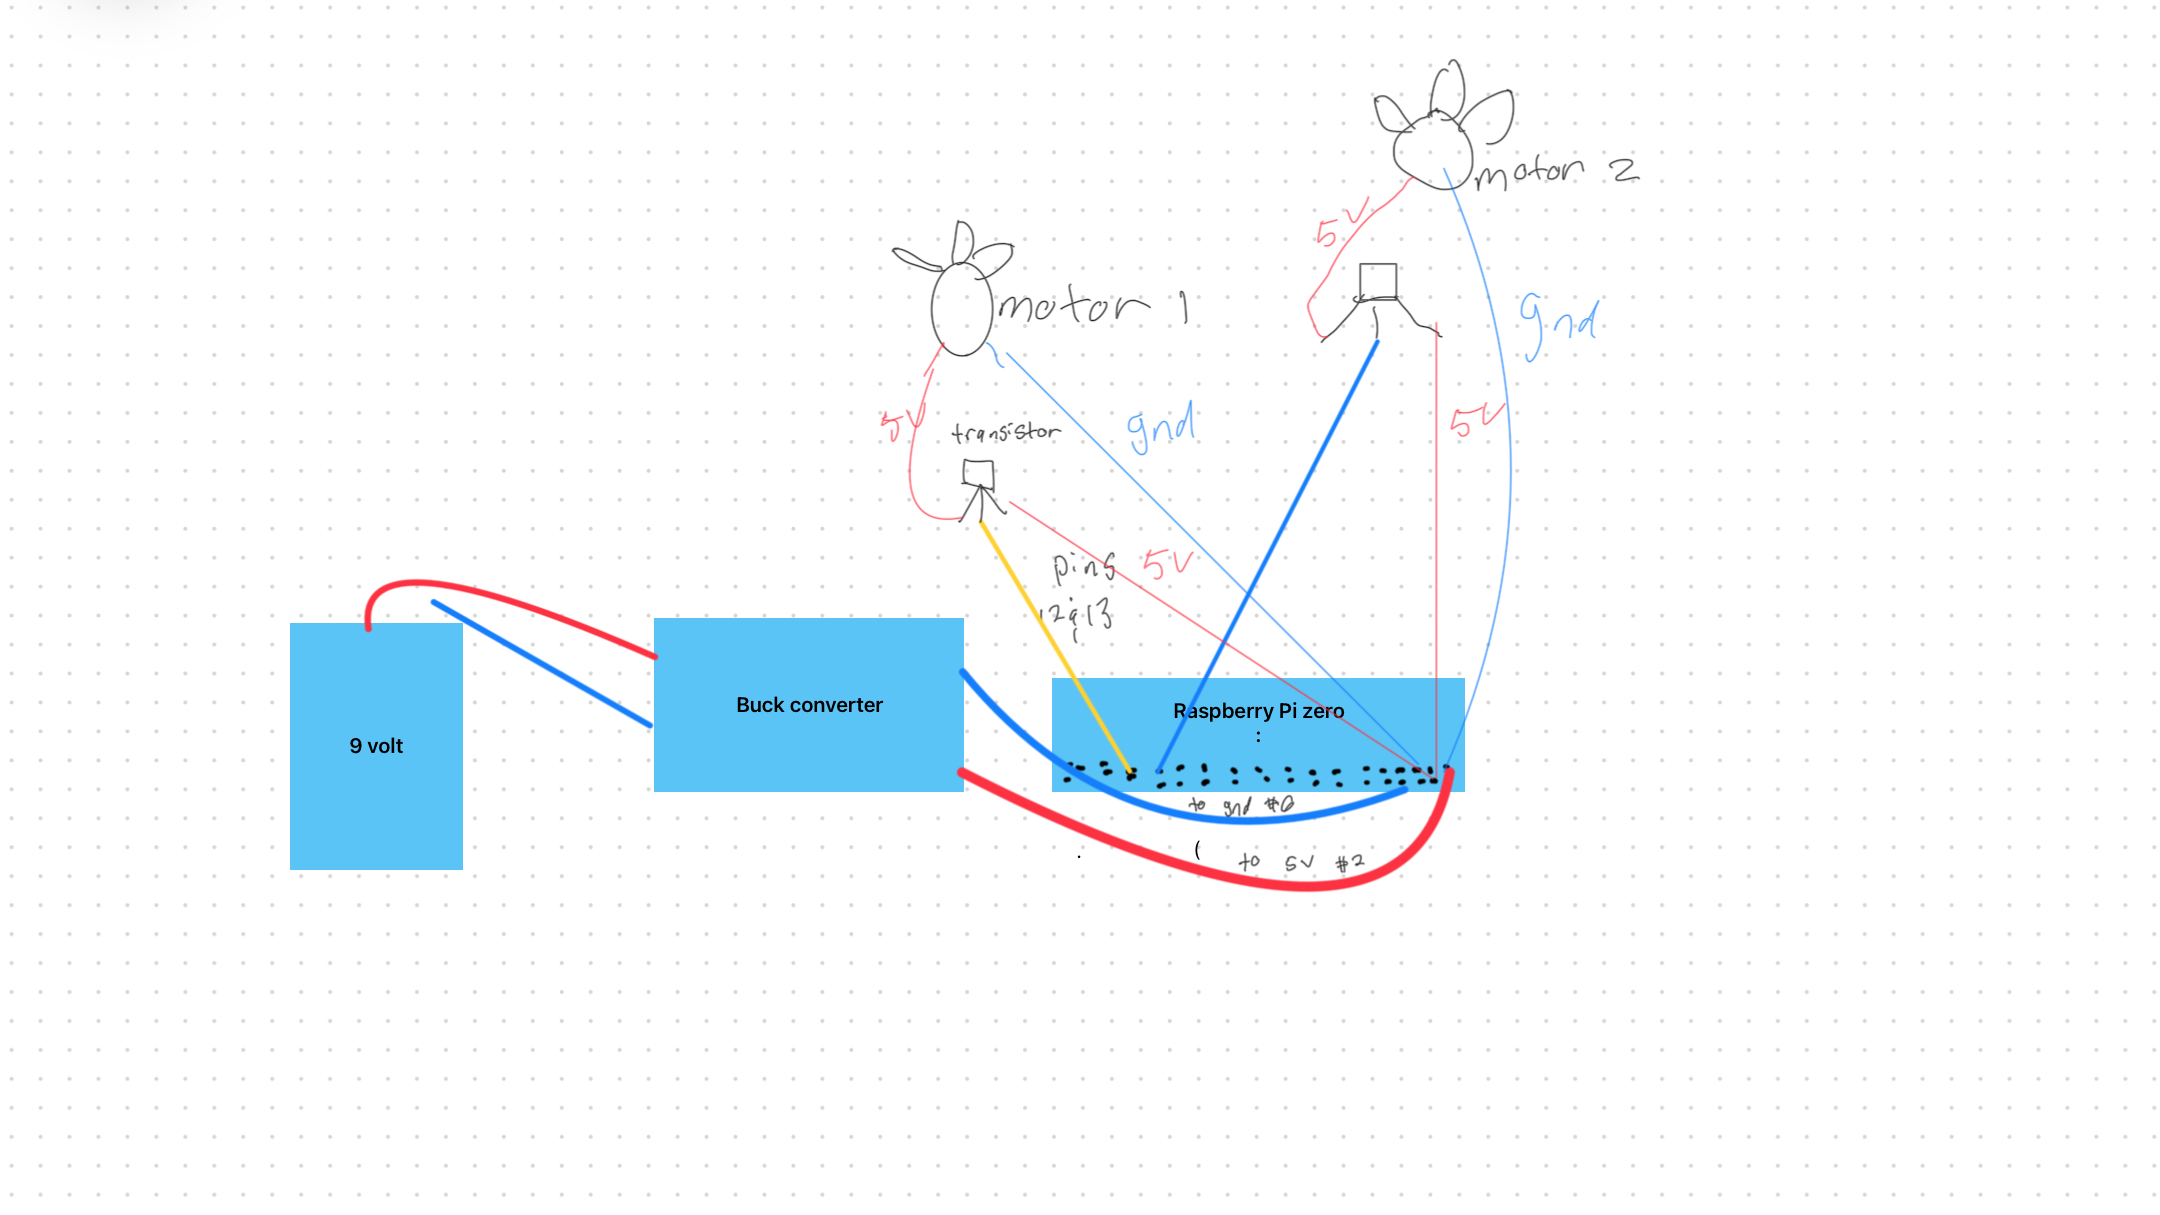 motor 2
5V
motor 1
gnd
5V
gnd
5V
transistor
pins
5V
12&13
9 volt
Buck converter
Raspberry Pi zero
:
to gnd #6
( to 5V #2